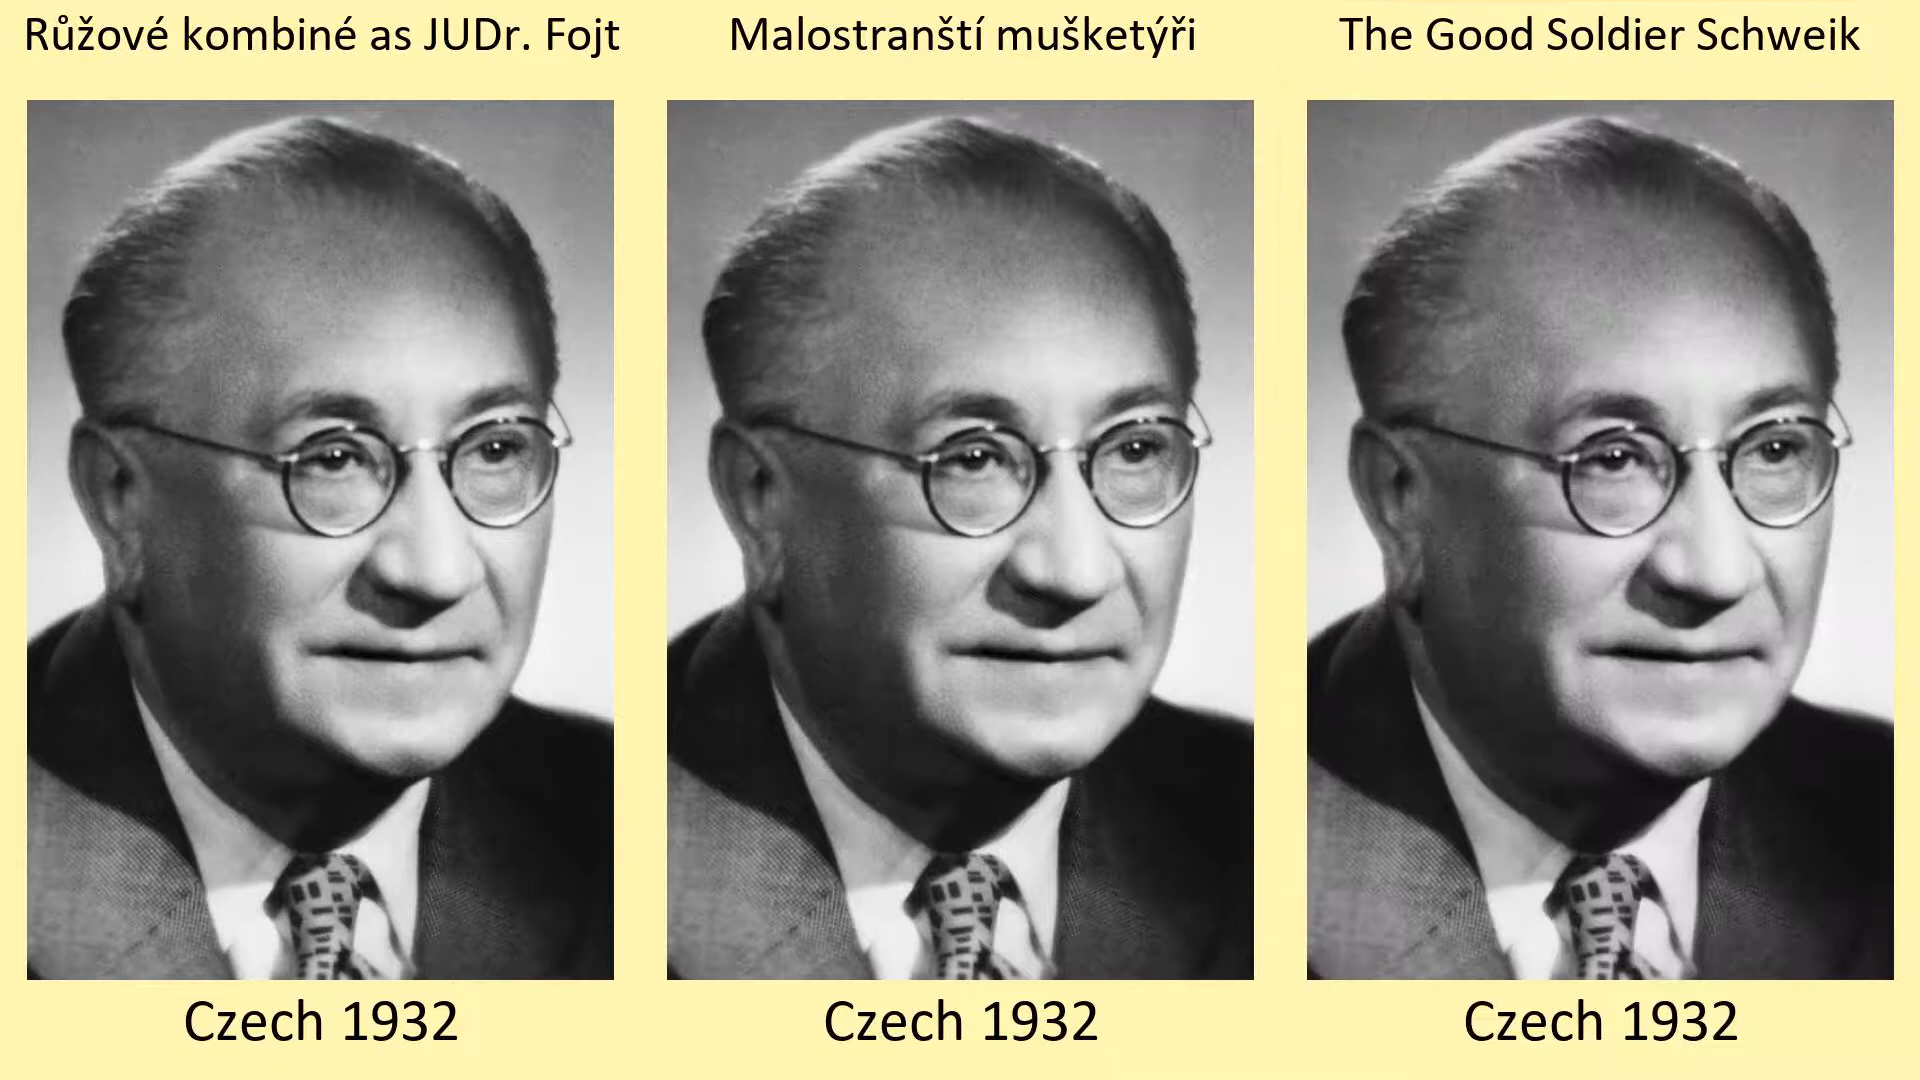 Růžové kombiné as JUDr. Fojt
Malostranští mušketýři
The Good Soldier Schweik
Czech 1932
Czech 1932
Czech 1932